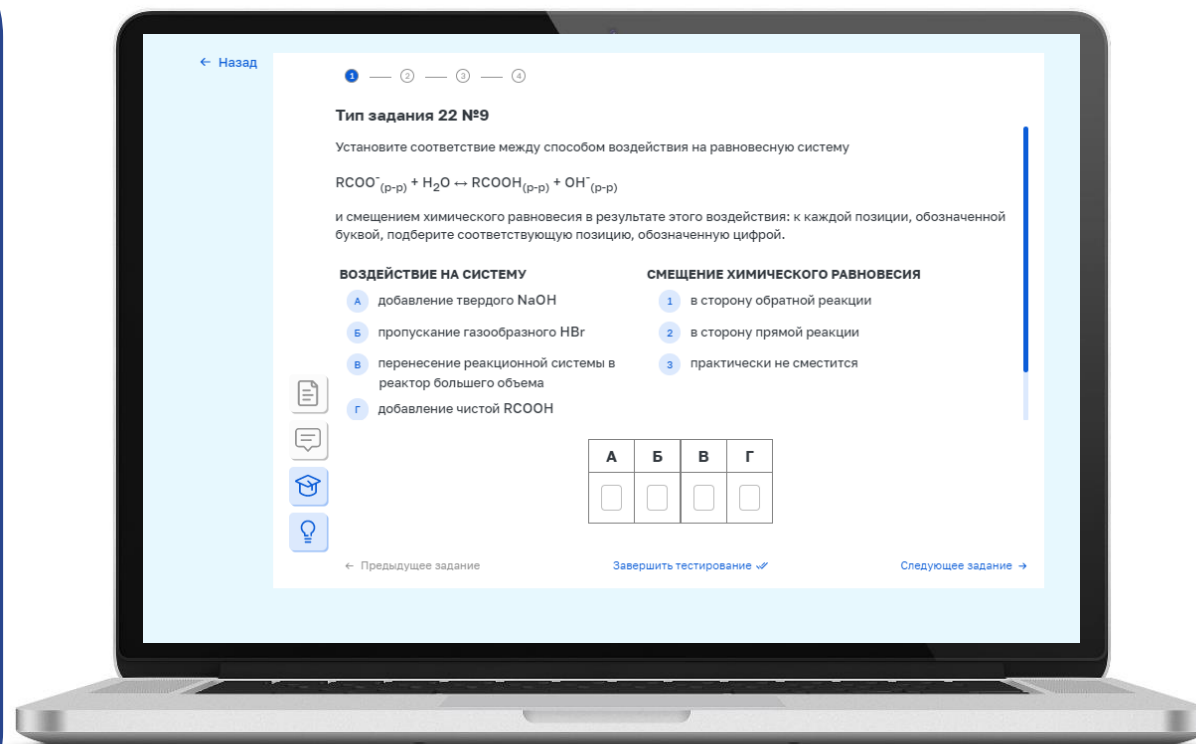 ← Назад
1 — 2 — 3 — 4
Тип задания 22 №9
Установите соответствие между способом воздействия на равновесную систему
RCOO⁻(р-р) + H₂O ↔ RCOOH(р-р) + OH⁻(р-р)
и смещением химического равновесия в результате этого воздействия: к каждой позиции, обозначенной
буквой, подберите соответствующую позицию, обозначенную цифрой.
ВОЗДЕЙСТВИЕ НА СИСТЕМУ
А добавление твердого NaOH
Б пропускание газообразного HBr
В перенесение реакционной системы в
реактор большего объема
Г добавление чистой RCOOH
СМЕЩЕНИЕ ХИМИЧЕСКОГО РАВНОВЕСИЯ
1 в сторону обратной реакции
2 в сторону прямой реакции
3 практически не сместится
А Б В Г
← Предыдущее задание
Завершить тестирование
Следующее задание →